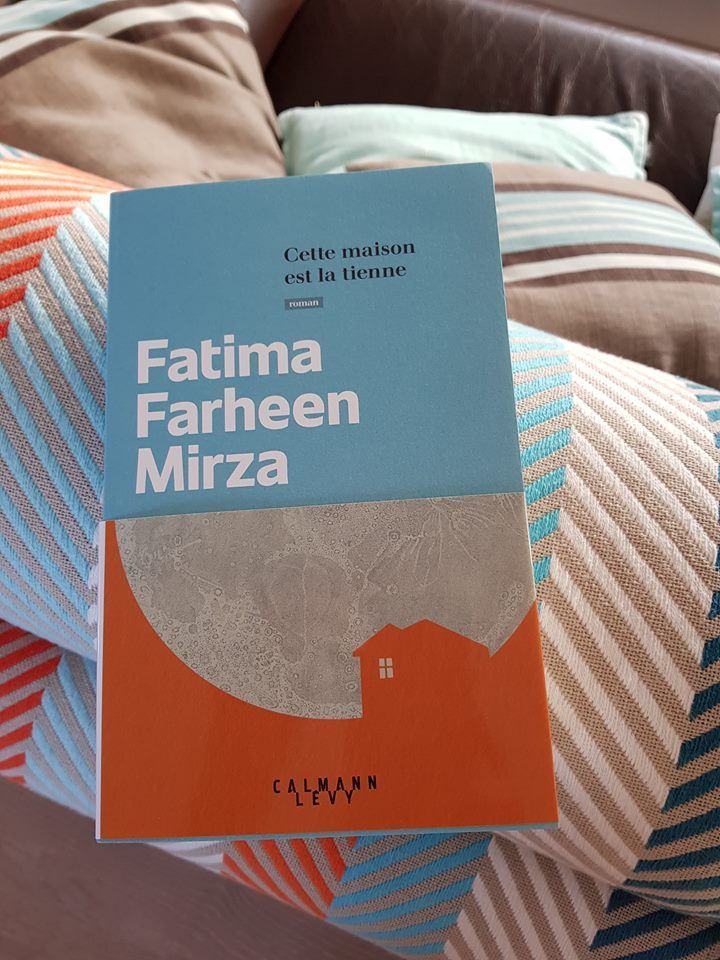 Cette maison
est la tienne
roman
Fatima
Farheen
Mirza
CALMANN
LÉVY